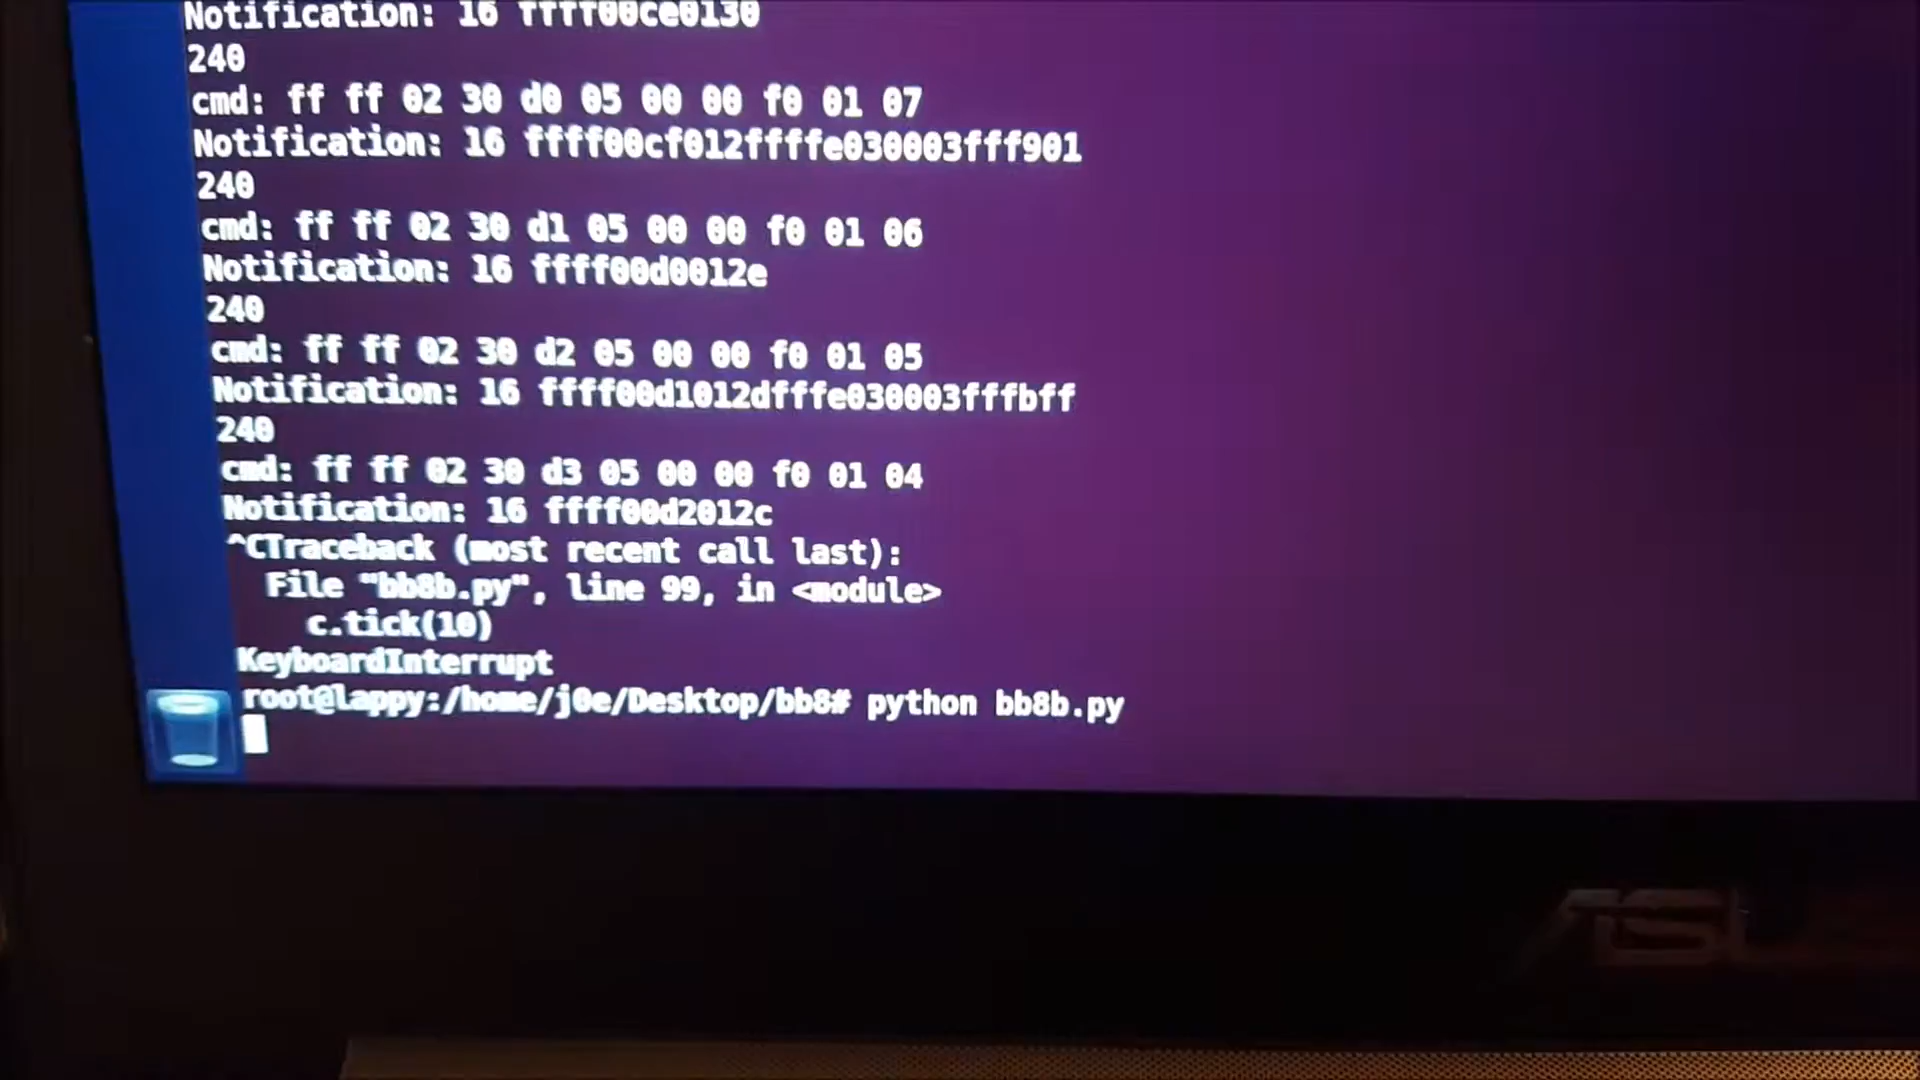 Notification: 16 ffff00ce0130
240
cmd: ff ff 02 30 d0 05 00 00 f0 01 07
Notification: 16 ffff00cf012ffffe030003fff901
240
cmd: ff ff 02 30 d1 05 00 00 f0 01 06
Notification: 16 ffff00d0012e
240
cmd: ff ff 02 30 d2 05 00 00 f0 01 05
Notification: 16 ffff00d1012dfffe030003fffbff
240
cmd: ff ff 02 30 d3 05 00 00 f0 01 04
Notification: 16 ffff00d2012c
^CTraceback (most recent call last):
  File "bb8b.py", line 99, in <module>
    c.tick(10)
KeyboardInterrupt
root@lappy:/home/j0e/Desktop/bb8# python bb8b.py